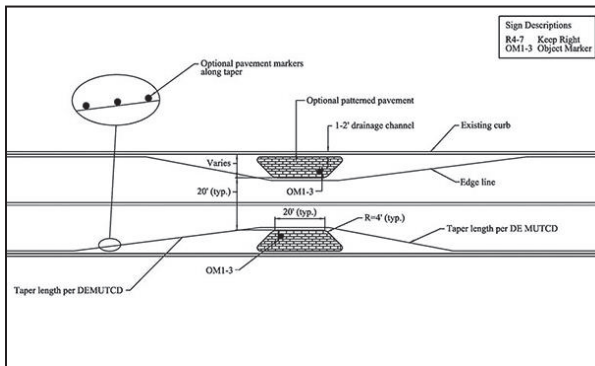 Sign Descriptions
R4-7 Keep Right
OM1-3 Object Marker
Optional pavement markers
along taper
Optional patterned pavement
1-2' drainage channel
Existing curb
Varies
20' (typ.)
OM1-3
Edge line
20' (typ.)
R=4' (typ.)
Taper length per DE MUTCD
OM1-3
Taper length per DEMUTCD